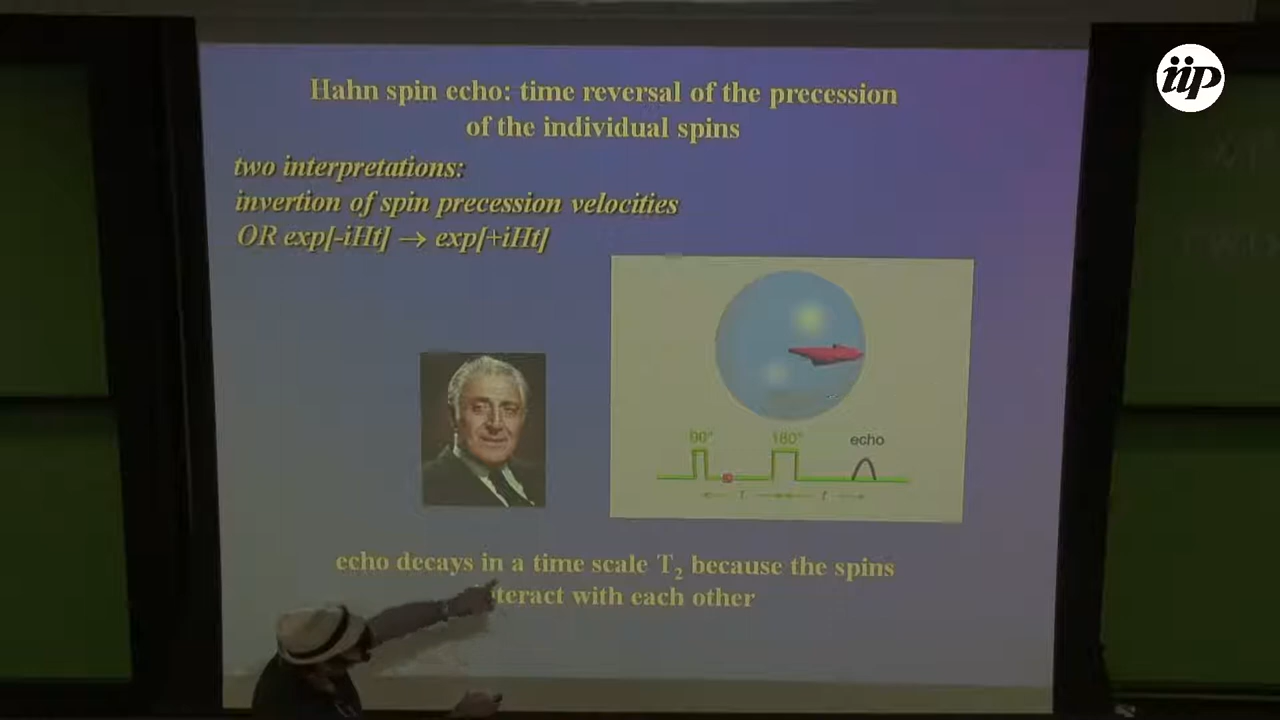 Hahn spin echo: time reversal of the precession
of the individual spins
two interpretations:
invertion of spin precession velocities
OR exp[-iHt] → exp[+iHt]
90°
180°
echo
echo decays in a time scale T₂ because the spins
teract with each other
iip